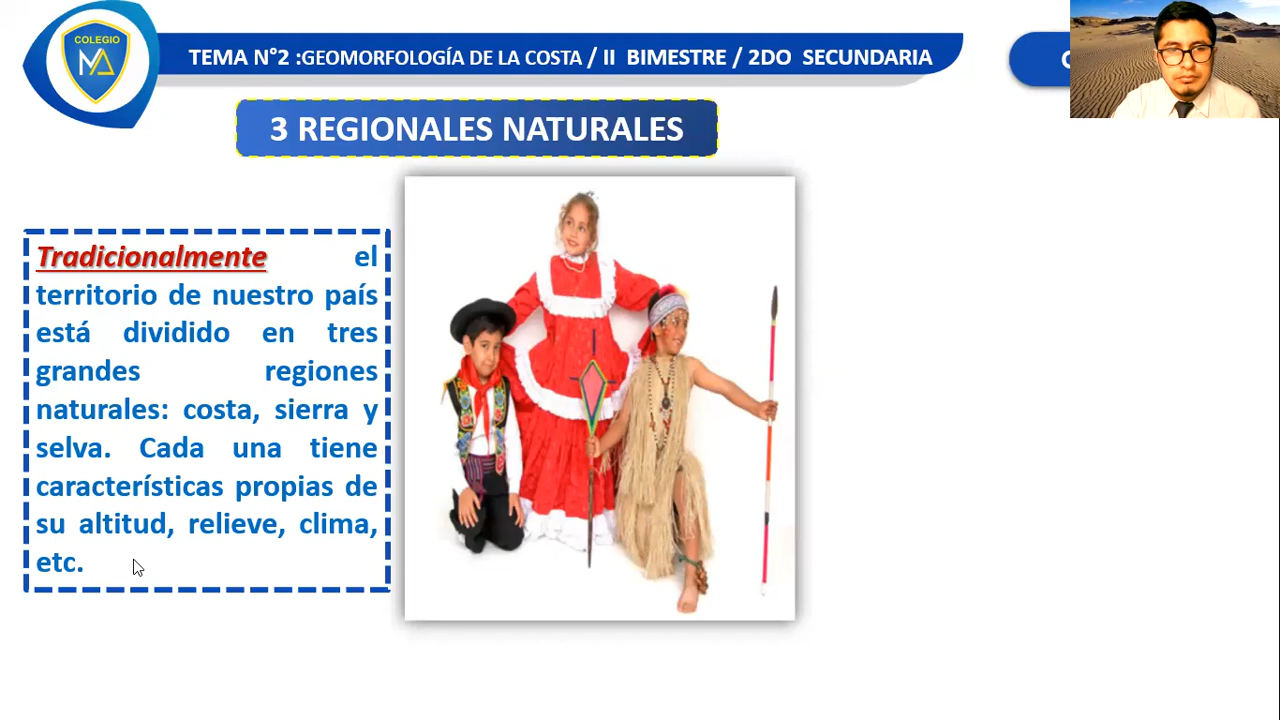 COLEGIO
MA
TEMA N°2 :GEOMORFOLOGÍA DE LA COSTA / II BIMESTRE / 2DO SECUNDARIA
3 REGIONALES NATURALES
Tradicionalmente el
territorio de nuestro país
está dividido en tres
grandes regiones
naturales: costa, sierra y
selva. Cada una tiene
características propias de
su altitud, relieve, clima,
etc.